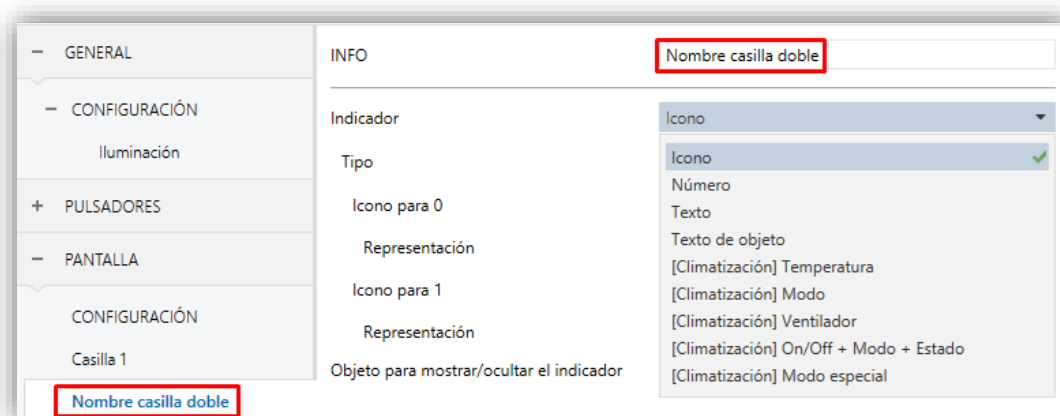 GENERAL
CONFIGURACIÓN
Iluminación
PULSADORES
PANTALLA
CONFIGURACIÓN
Casilla 1
Nombre casilla doble
INFO
Nombre casilla doble
Indicador
Icono
Tipo
Icono para 0
Representación
Icono para 1
Representación
Objeto para mostrar/ocultar el indicador
Icono
Número
Texto
Texto de objeto
[Climatización] Temperatura
[Climatización] Modo
[Climatización] Ventilador
[Climatización] On/Off + Modo + Estado
[Climatización] Modo especial